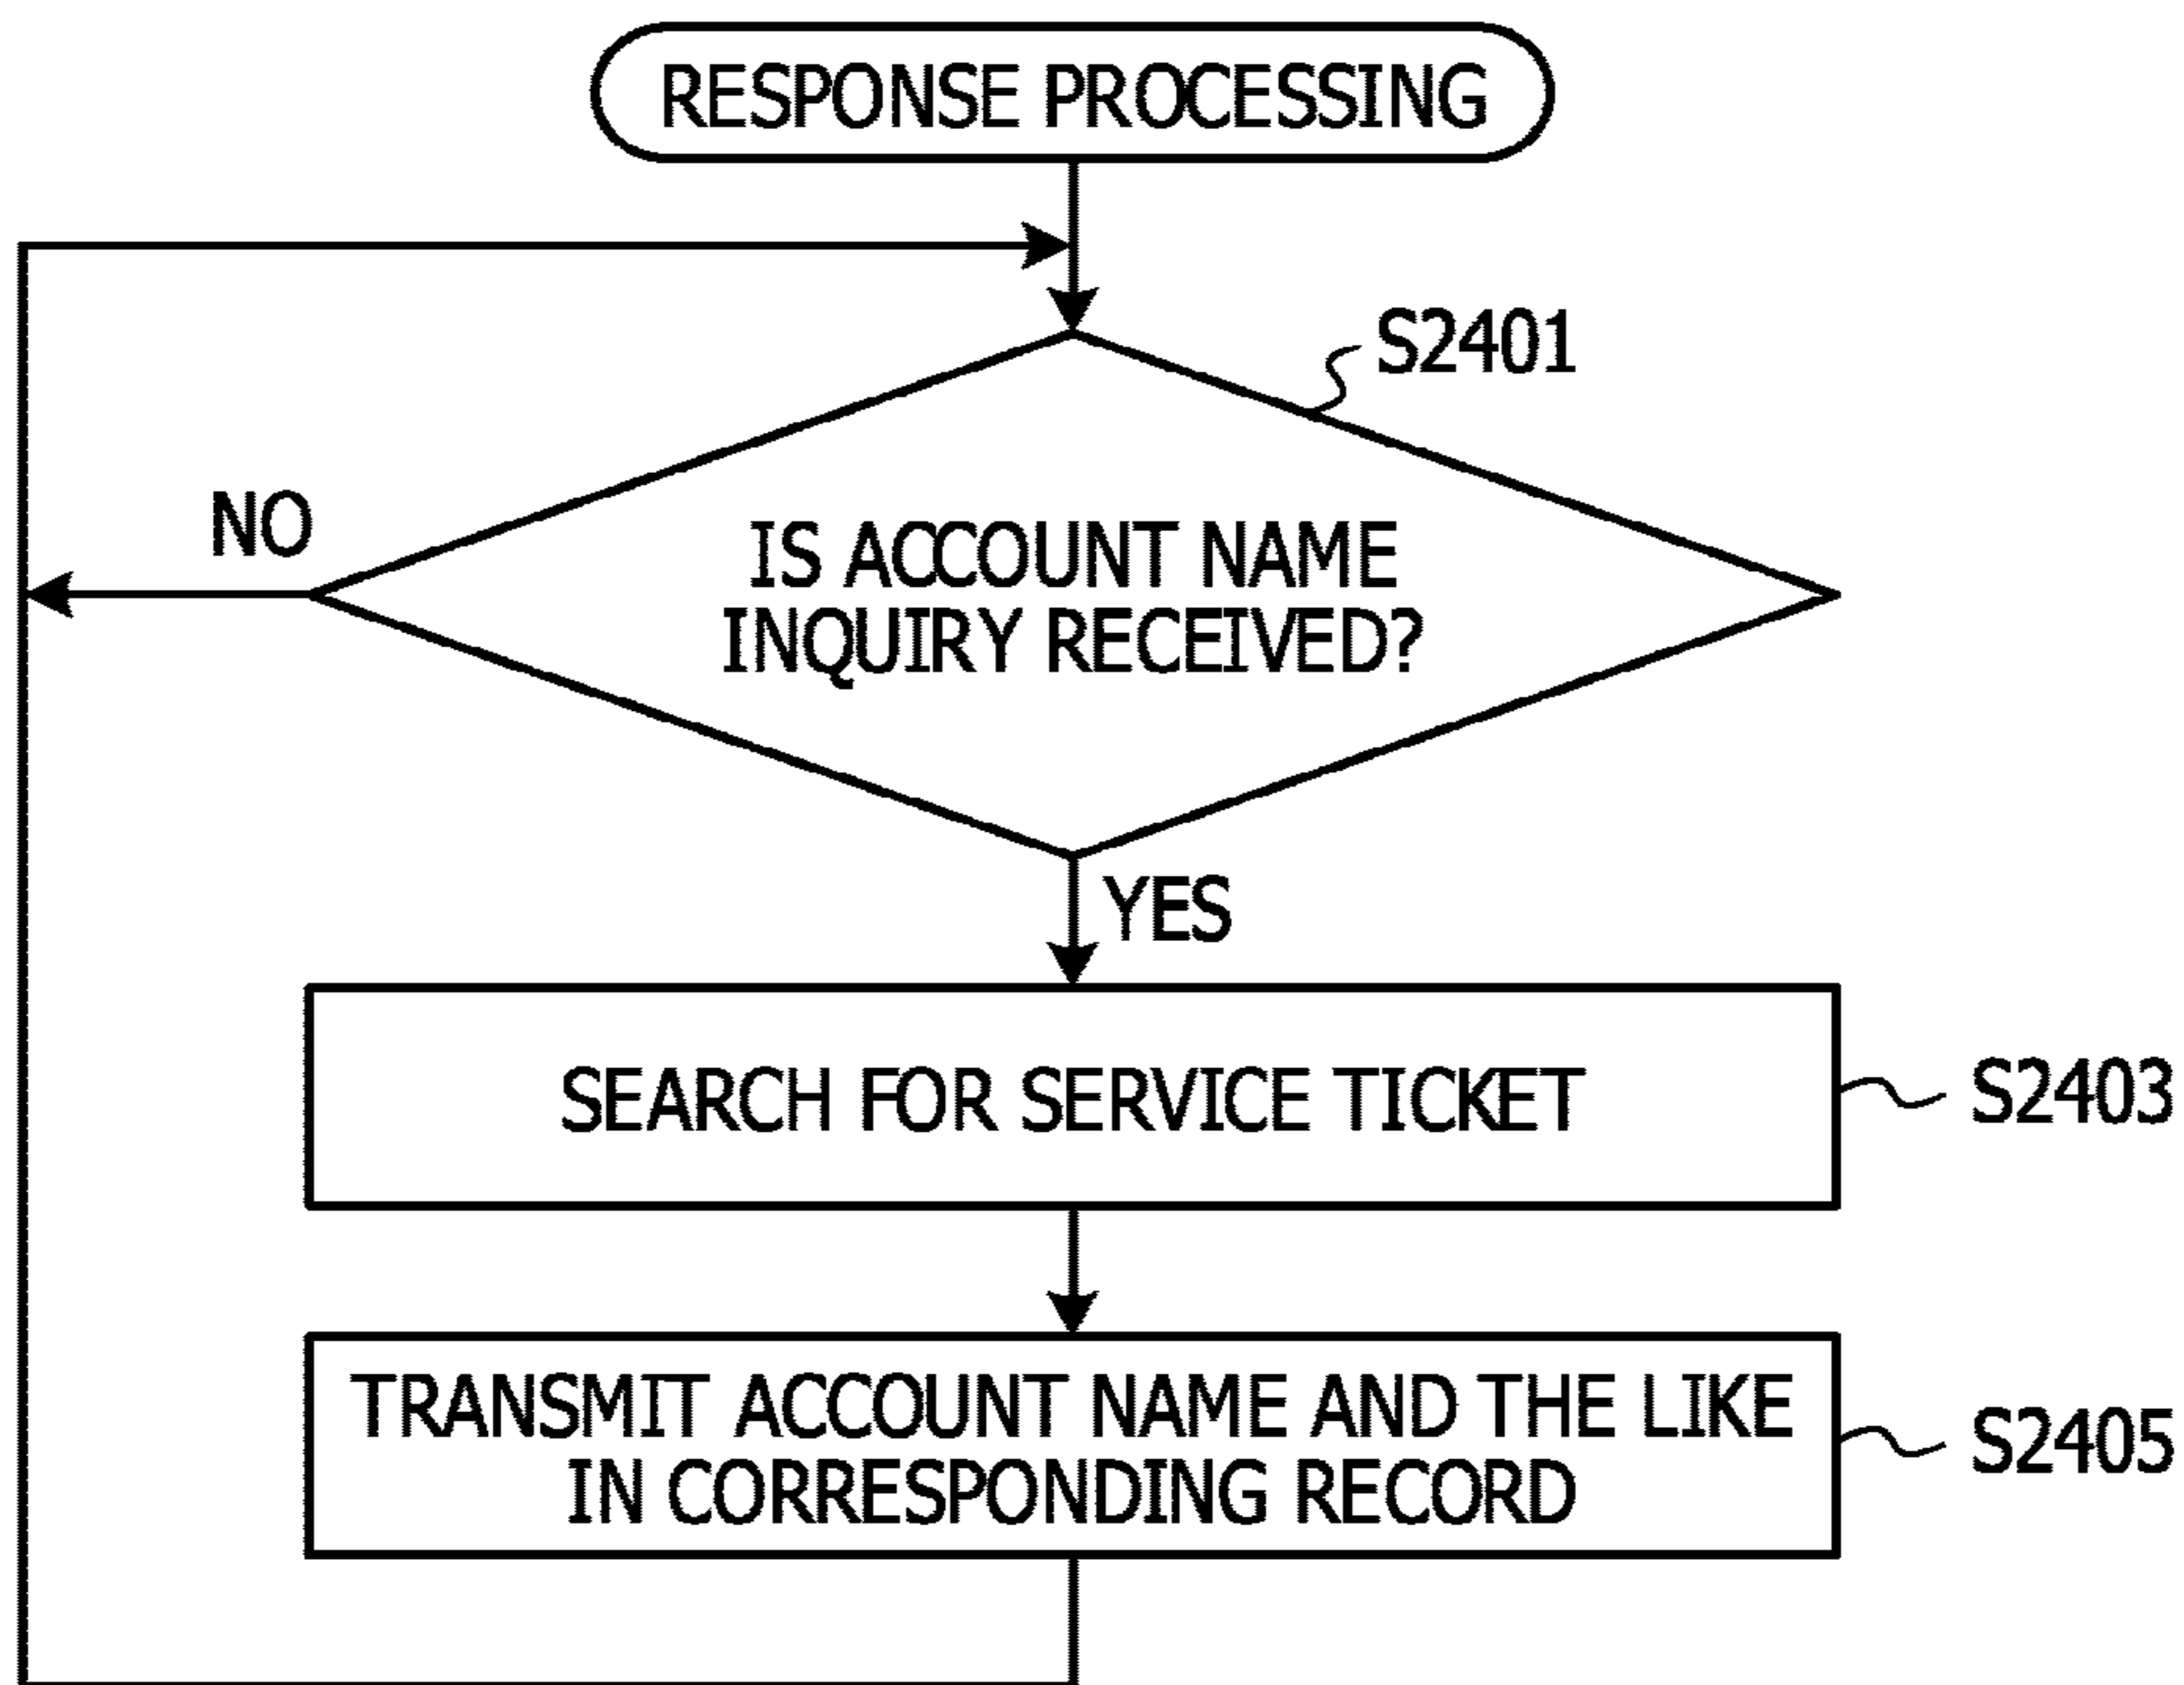 RESPONSE PROCESSING
S2401
NO
IS ACCOUNT NAME
INQUIRY RECEIVED?
YES
SEARCH FOR SERVICE TICKET
S2403
TRANSMIT ACCOUNT NAME AND THE LIKE
IN CORRESPONDING RECORD
S2405